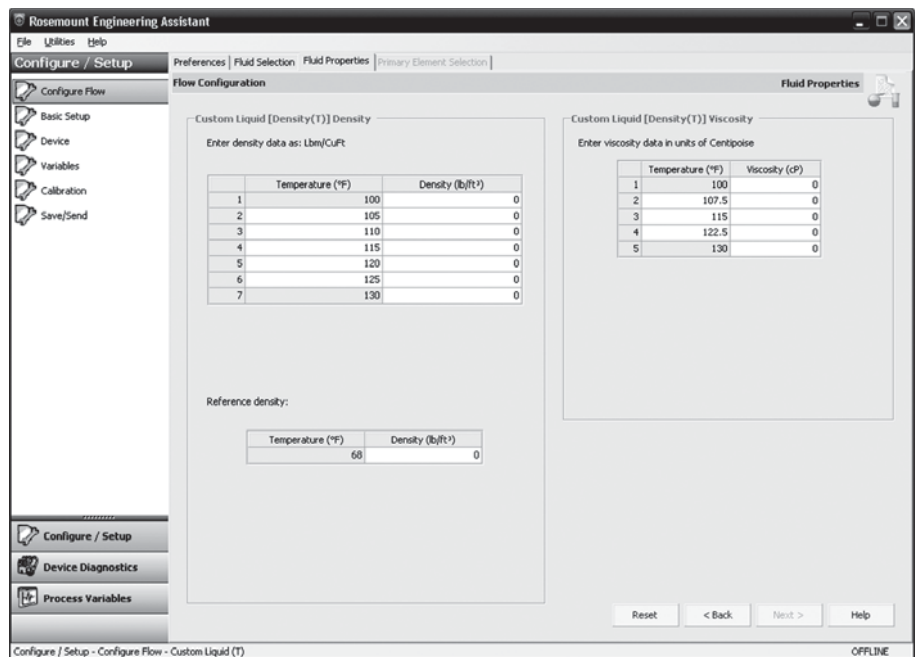 Rosemount Engineering Assistant
File Utilities Help
Configure / Setup
Preferences Fluid Selection Fluid Properties Primary Element Selection
Configure Flow
Basic Setup
Device
Variables
Calibration
Save/Send
Flow Configuration Fluid Properties
Custom Liquid [Density(T)] Density
Enter density data as: Lbm/CuFt
Temperature (°F) Density (lb/ft³)
1 100 0
2 105 0
3 110 0
4 115 0
5 120 0
6 125 0
7 130 0
Reference density:
Temperature (°F) Density (lb/ft³)
68 0
Custom Liquid [Density(T)] Viscosity
Enter viscosity data in units of Centipoise
Temperature (°F) Viscosity (cP)
1 100 0
2 107.5 0
3 115 0
4 122.5 0
5 130 0
Configure / Setup
Device Diagnostics
Process Variables
Reset < Back Next > Help
Configure / Setup - Configure Flow - Custom Liquid (T) OFFLINE